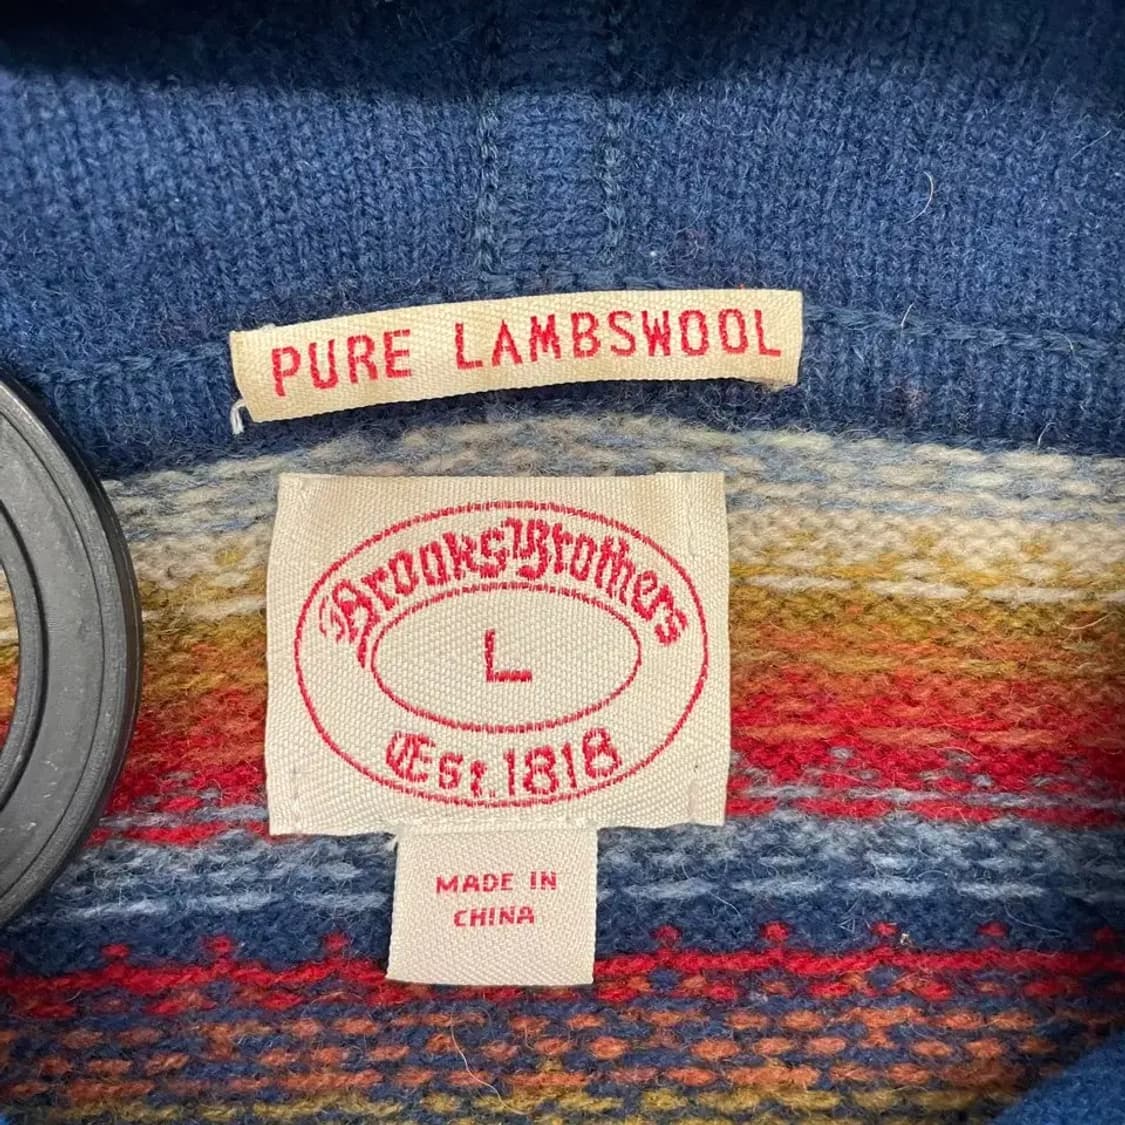 PURE LAMBSWOOL
Brooks Brothers
L
Est. 1818
MADE IN
CHINA